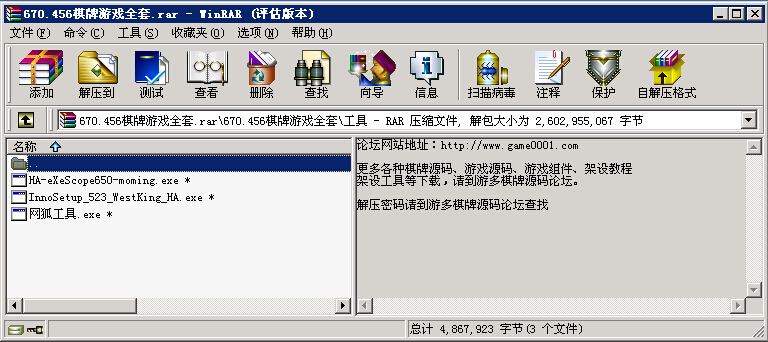 670.456棋牌游戏全套.rar - WinRAR (评估版本)
文件(F) 命令(C) 工具(S) 收藏夹(O) 选项(N) 帮助(H)
添加 解压到 测试 查看 删除 查找 向导 信息 扫描病毒 注释 保护 自解压格式
670.456棋牌游戏全套.rar\670.456棋牌游戏全套\工具 - RAR 压缩文件, 解包大小为 2,602,955,067 字节
名称
..
HA-eXeScope650-moming.exe *
InnoSetup_523_WestKing_HA.exe *
网狐工具.exe *
论坛网站地址：http://www.game0001.com
更多各种棋牌源码、游戏源码、游戏组件、架设教程
架设工具等下载，请到游多棋牌源码论坛。
解压密码请到游多棋牌源码论坛查找
总计 4,867,923 字节(3 个文件)